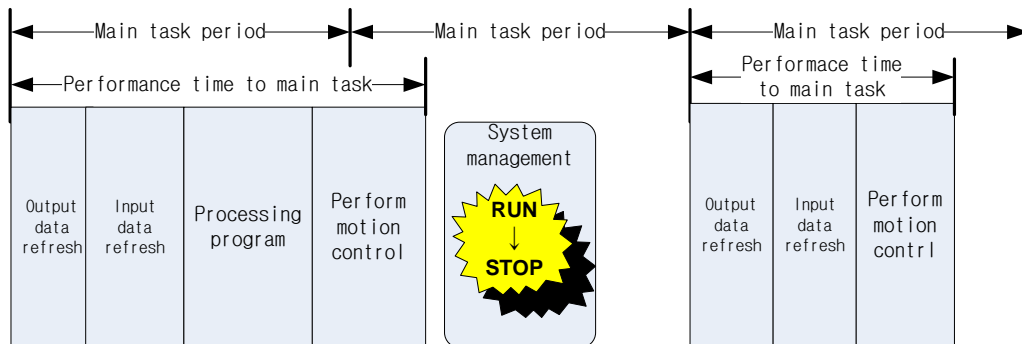 Main task period
Main task period
Main task period
Performance time to main task
Performace time
to main task
Output
data
refresh
Input
data
refresh
Processing
program
Perform
motion
control
System
management
RUN
↓
STOP
Output
data
refresh
Input
data
refresh
Perform
motion
contrl